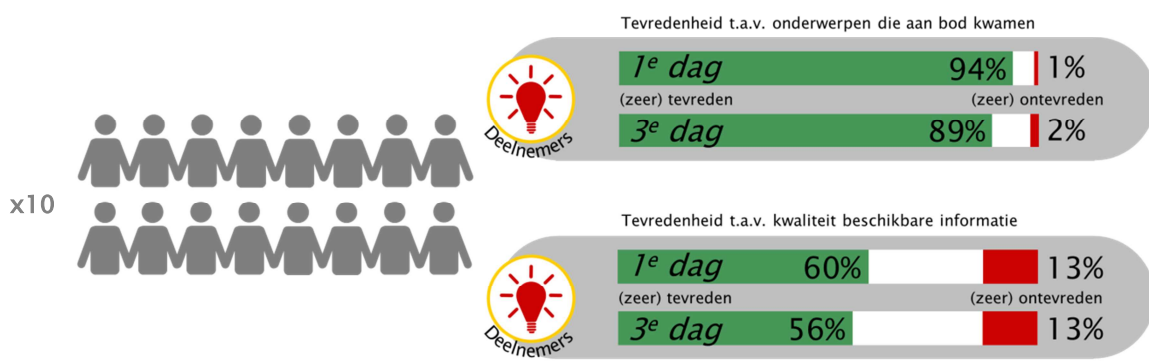 x10
Tevredenheid t.a.v. onderwerpen die aan bod kwamen
Deelnemers
1e dag 94% 1%
(zeer) tevreden (zeer) ontevreden
3e dag 89% 2%
Tevredenheid t.a.v. kwaliteit beschikbare informatie
Deelnemers
1e dag 60% 13%
(zeer) tevreden (zeer) ontevreden
3e dag 56% 13%